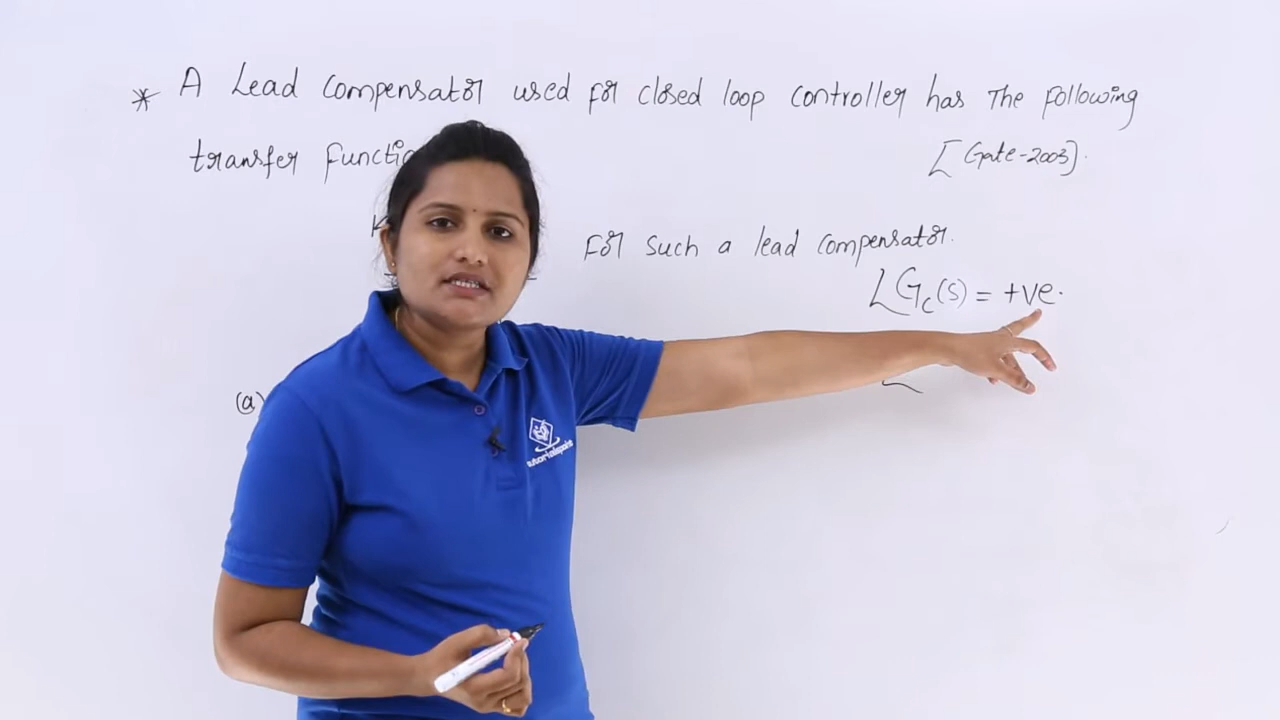 * A Lead compensator used for closed loop controller has The following
transfer
[Gate-2003].
For such a lead compensator.
∠Gc(s) = +ve.
(a)